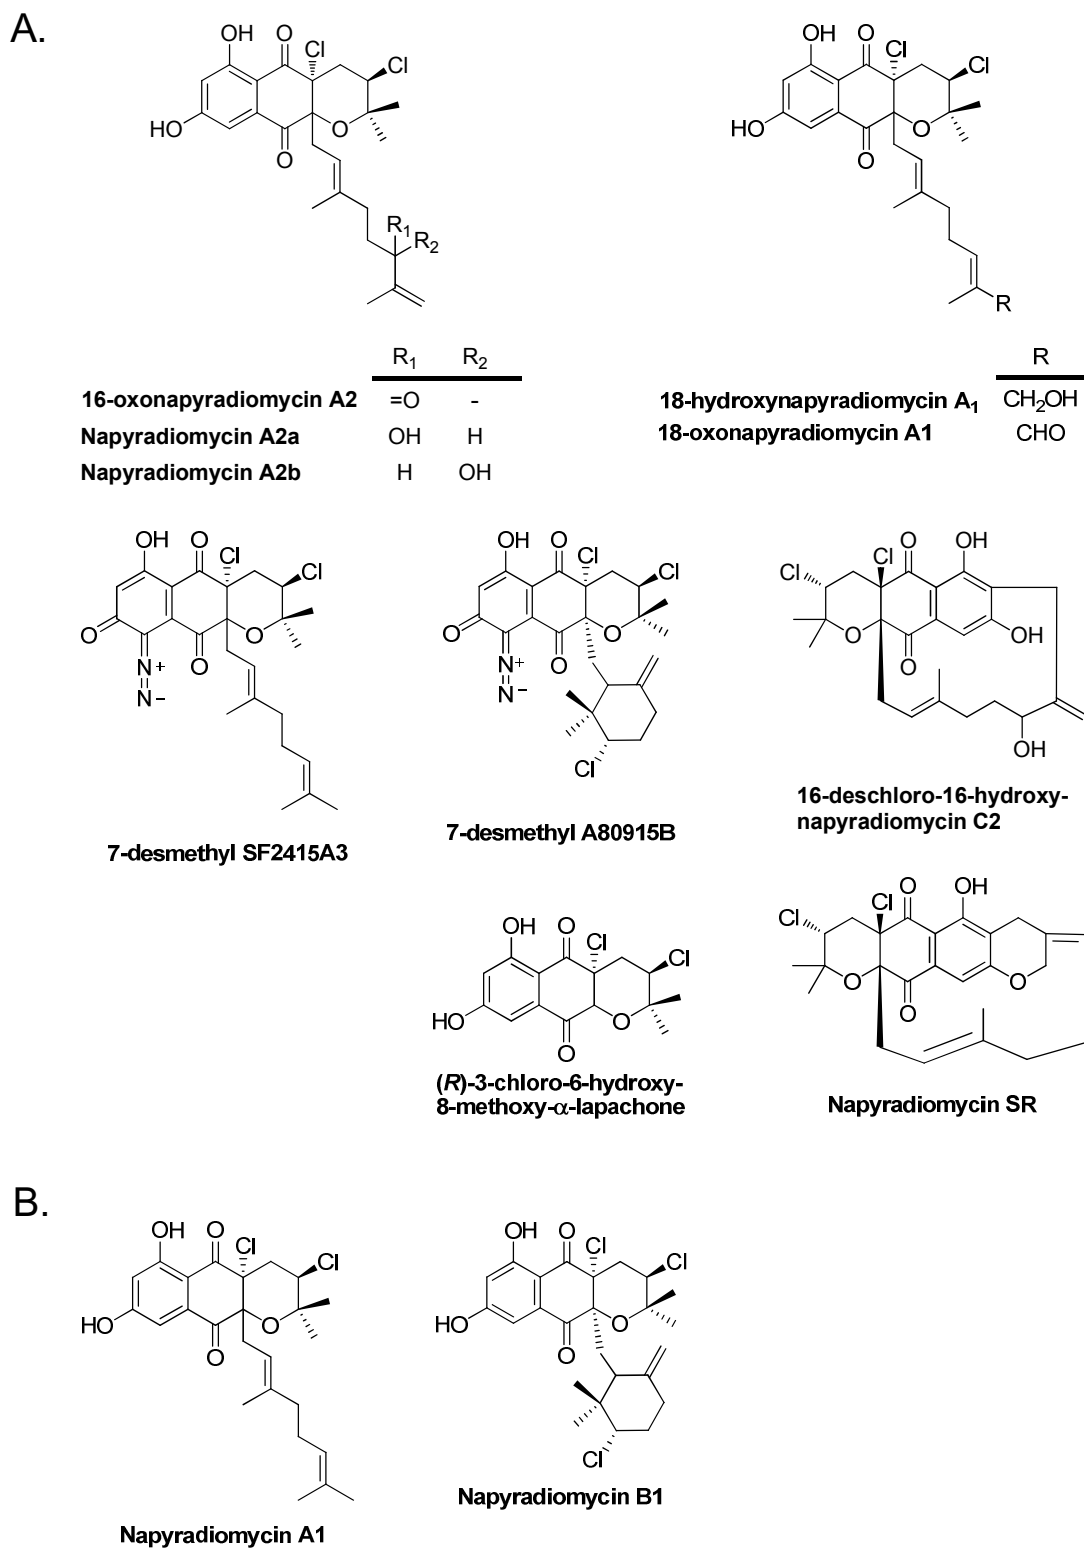 A.
OH O Cl Cl
HO O O
R₁ R₂
OH O Cl Cl
HO O O
R
R₁ R₂
16-oxonapyradiomycin A2 =O -
Napyradiomycin A2a OH H
Napyradiomycin A2b H OH
R
18-hydroxynapyradiomycin A₁ CH₂OH
18-oxonapyradiomycin A1 CHO
OH O Cl Cl
O O O
N⁺
N⁻
7-desmethyl SF2415A3
OH O Cl Cl
O O O
N⁺
N⁻
Cl
7-desmethyl A80915B
Cl Cl O OH
O O OH
OH
16-deschloro-16-hydroxy-
napyradiomycin C2
OH O Cl Cl
HO O O
(R)-3-chloro-6-hydroxy-
8-methoxy-α-lapachone
Cl Cl O OH
O O O
Napyradiomycin SR
B.
OH O Cl Cl
HO O O
Napyradiomycin A1
OH O Cl Cl
HO O O
Cl
Napyradiomycin B1